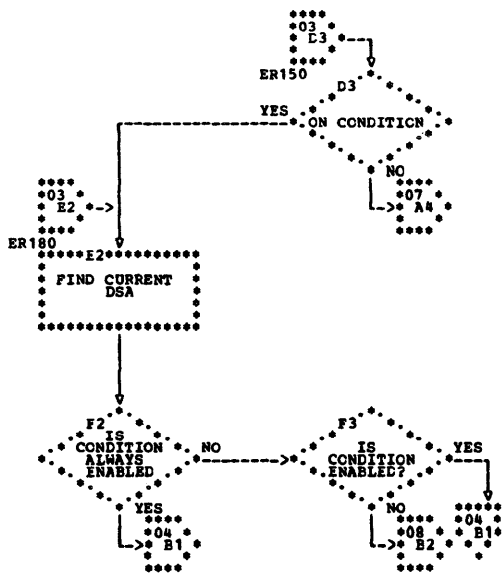 03
D3
ER150
D3
YES
ON CONDITION
NO
03
E2
07
A4
ER180
E2
FIND CURRENT
DSA
F2
IS
CONDITION
ALWAYS
ENABLED
NO
YES
04
B1
F3
IS
CONDITION
ENABLED?
YES
NO
08
B2
04
B1